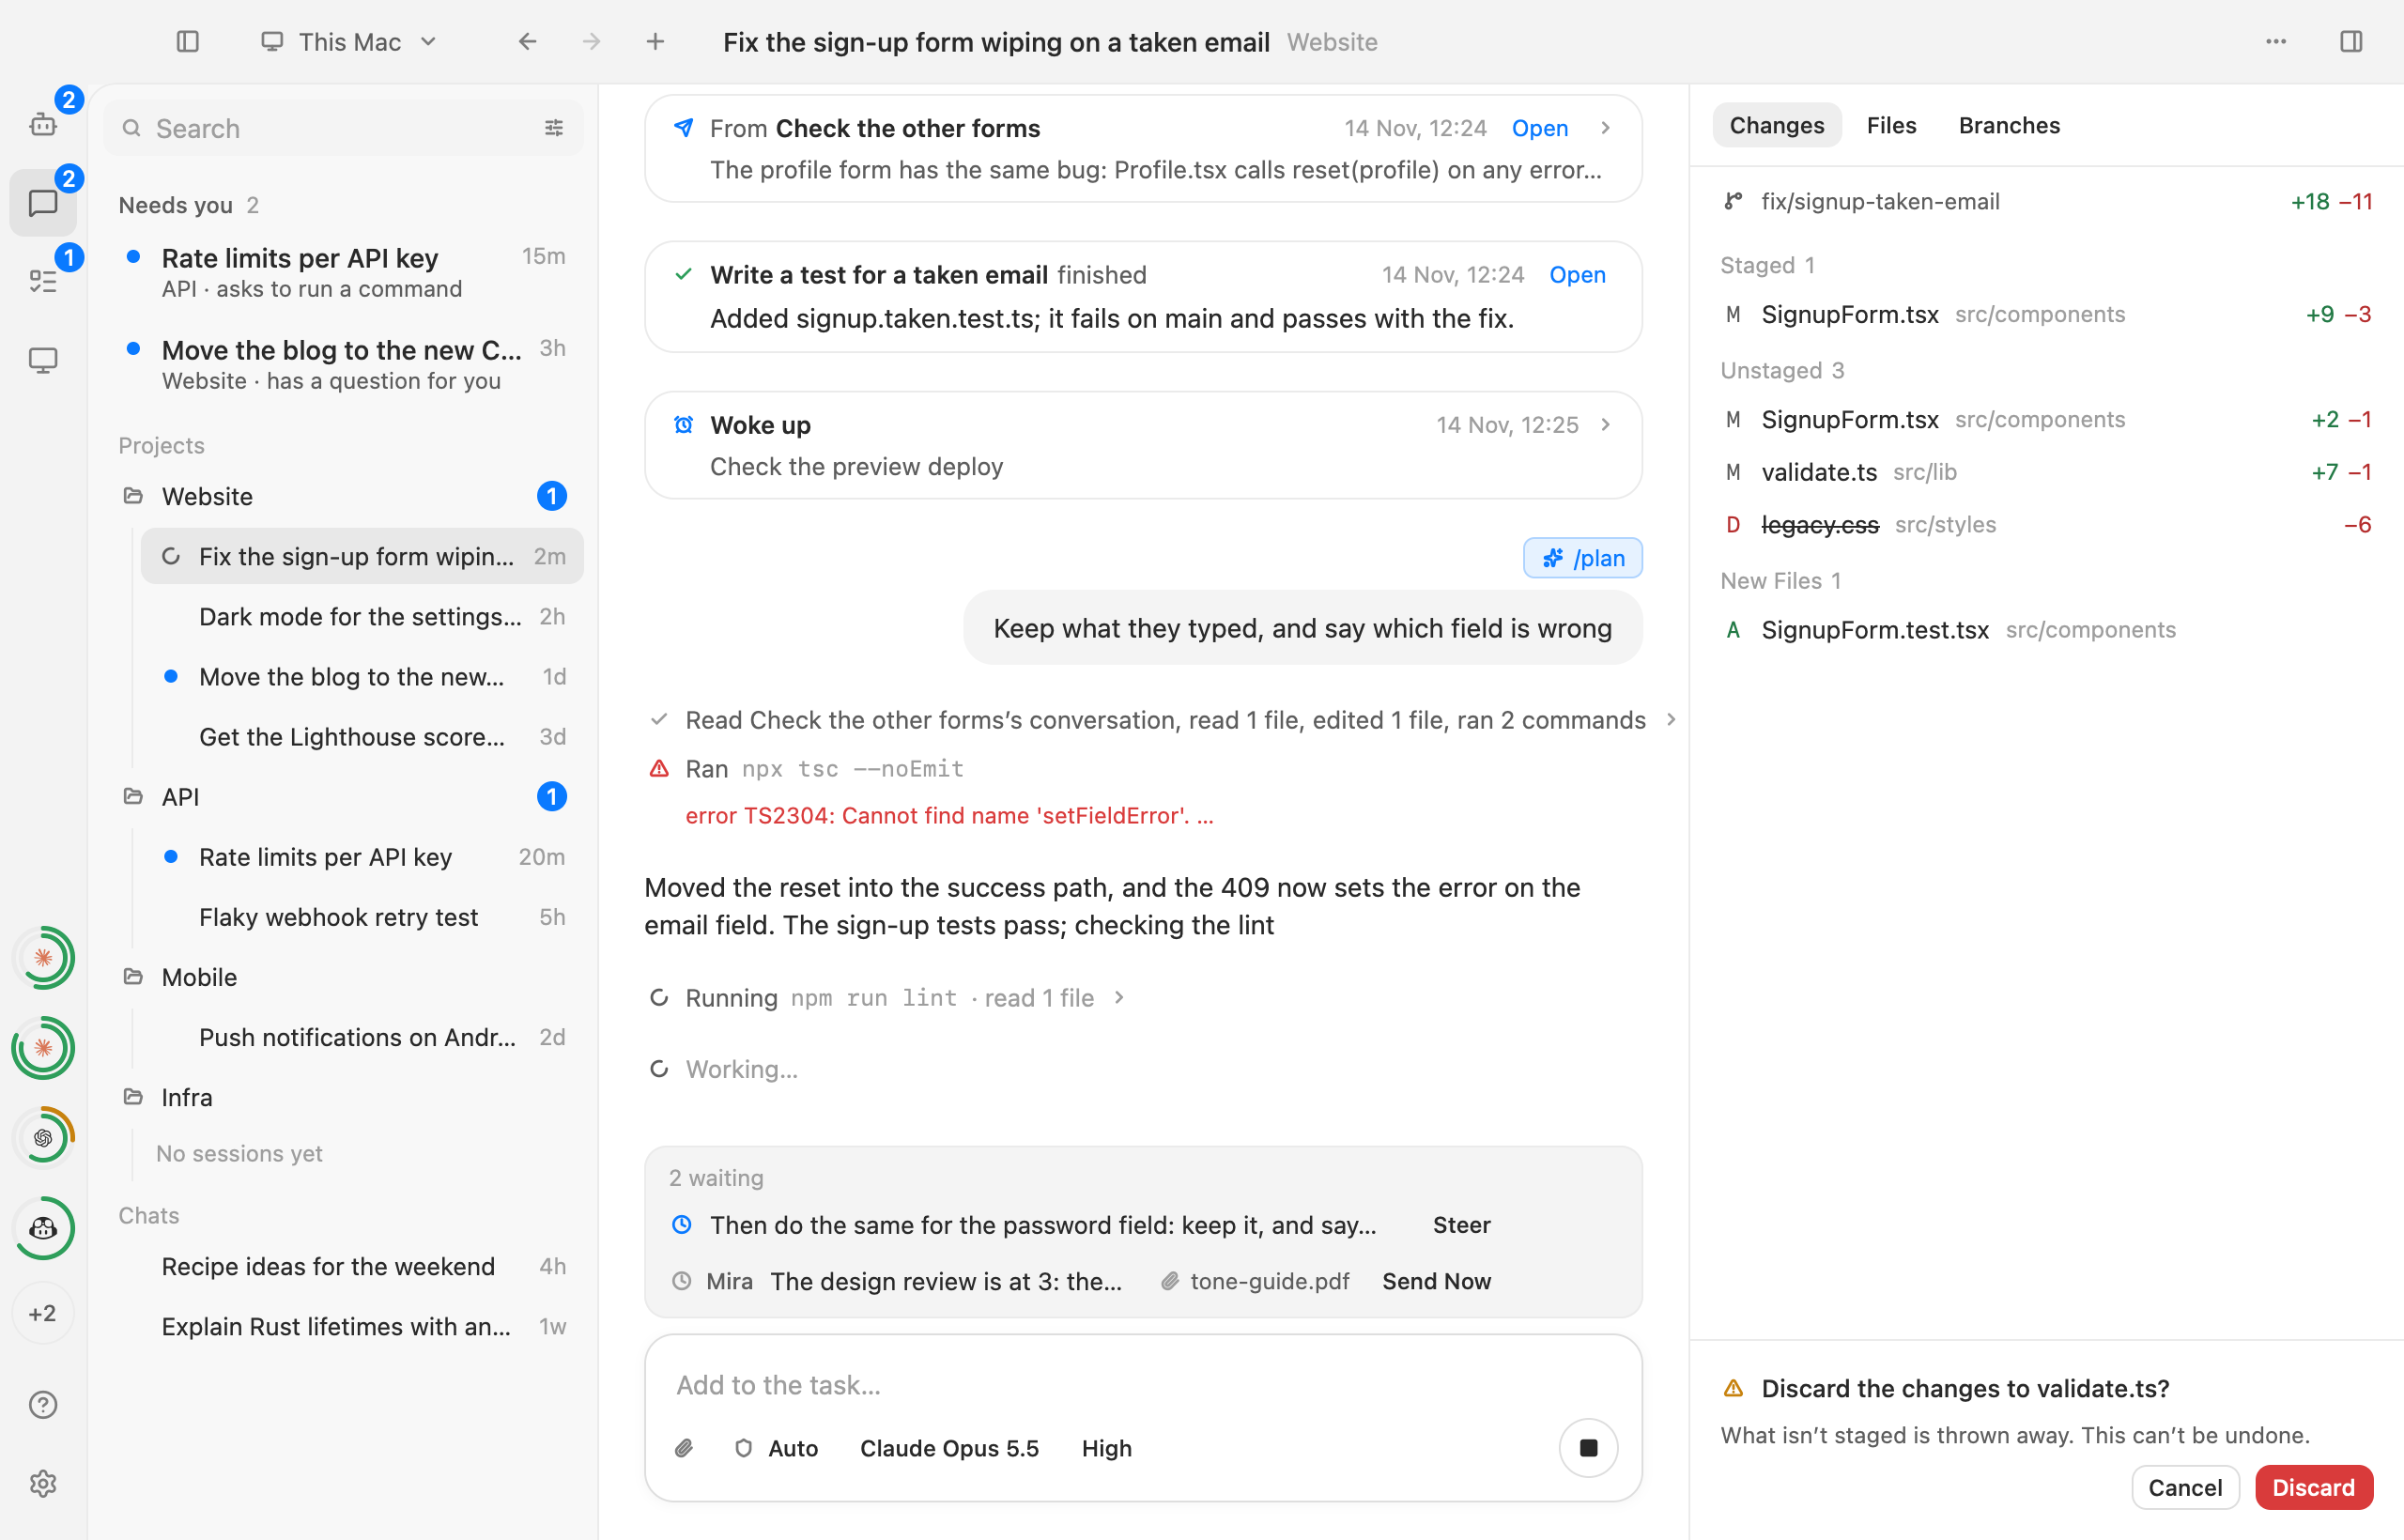 This Mac
Fix the sign-up form wiping on a taken email Website
2
2
1
+2
Search
Needs you 2
Rate limits per API key 15m
API · asks to run a command
Move the blog to the new C... 3h
Website · has a question for you
Projects
Website 1
Fix the sign-up form wipin... 2m
Dark mode for the settings... 2h
Move the blog to the new... 1d
Get the Lighthouse score... 3d
API 1
Rate limits per API key 20m
Flaky webhook retry test 5h
Mobile
Push notifications on Andr... 2d
Infra
No sessions yet
Chats
Recipe ideas for the weekend 4h
Explain Rust lifetimes with an... 1w
From Check the other forms 14 Nov, 12:24 Open
The profile form has the same bug: Profile.tsx calls reset(profile) on any error...
Write a test for a taken email finished 14 Nov, 12:24 Open
Added signup.taken.test.ts; it fails on main and passes with the fix.
Woke up 14 Nov, 12:25
Check the preview deploy
/plan
Keep what they typed, and say which field is wrong
Read Check the other forms’s conversation, read 1 file, edited 1 file, ran 2 commands
Ran npx tsc --noEmit
error TS2304: Cannot find name 'setFieldError'. ...
Moved the reset into the success path, and the 409 now sets the error on the
email field. The sign-up tests pass; checking the lint
Running npm run lint · read 1 file
Working...
2 waiting
Then do the same for the password field: keep it, and say... Steer
Mira The design review is at 3: the... tone-guide.pdf Send Now
Add to the task...
Auto Claude Opus 5.5 High
Changes Files Branches
fix/signup-taken-email +18 −11
Staged 1
M SignupForm.tsx src/components +9 −3
Unstaged 3
M SignupForm.tsx src/components +2 −1
M validate.ts src/lib +7 −1
D legacy.css src/styles −6
New Files 1
A SignupForm.test.tsx src/components
Discard the changes to validate.ts?
What isn’t staged is thrown away. This can’t be undone.
Cancel Discard